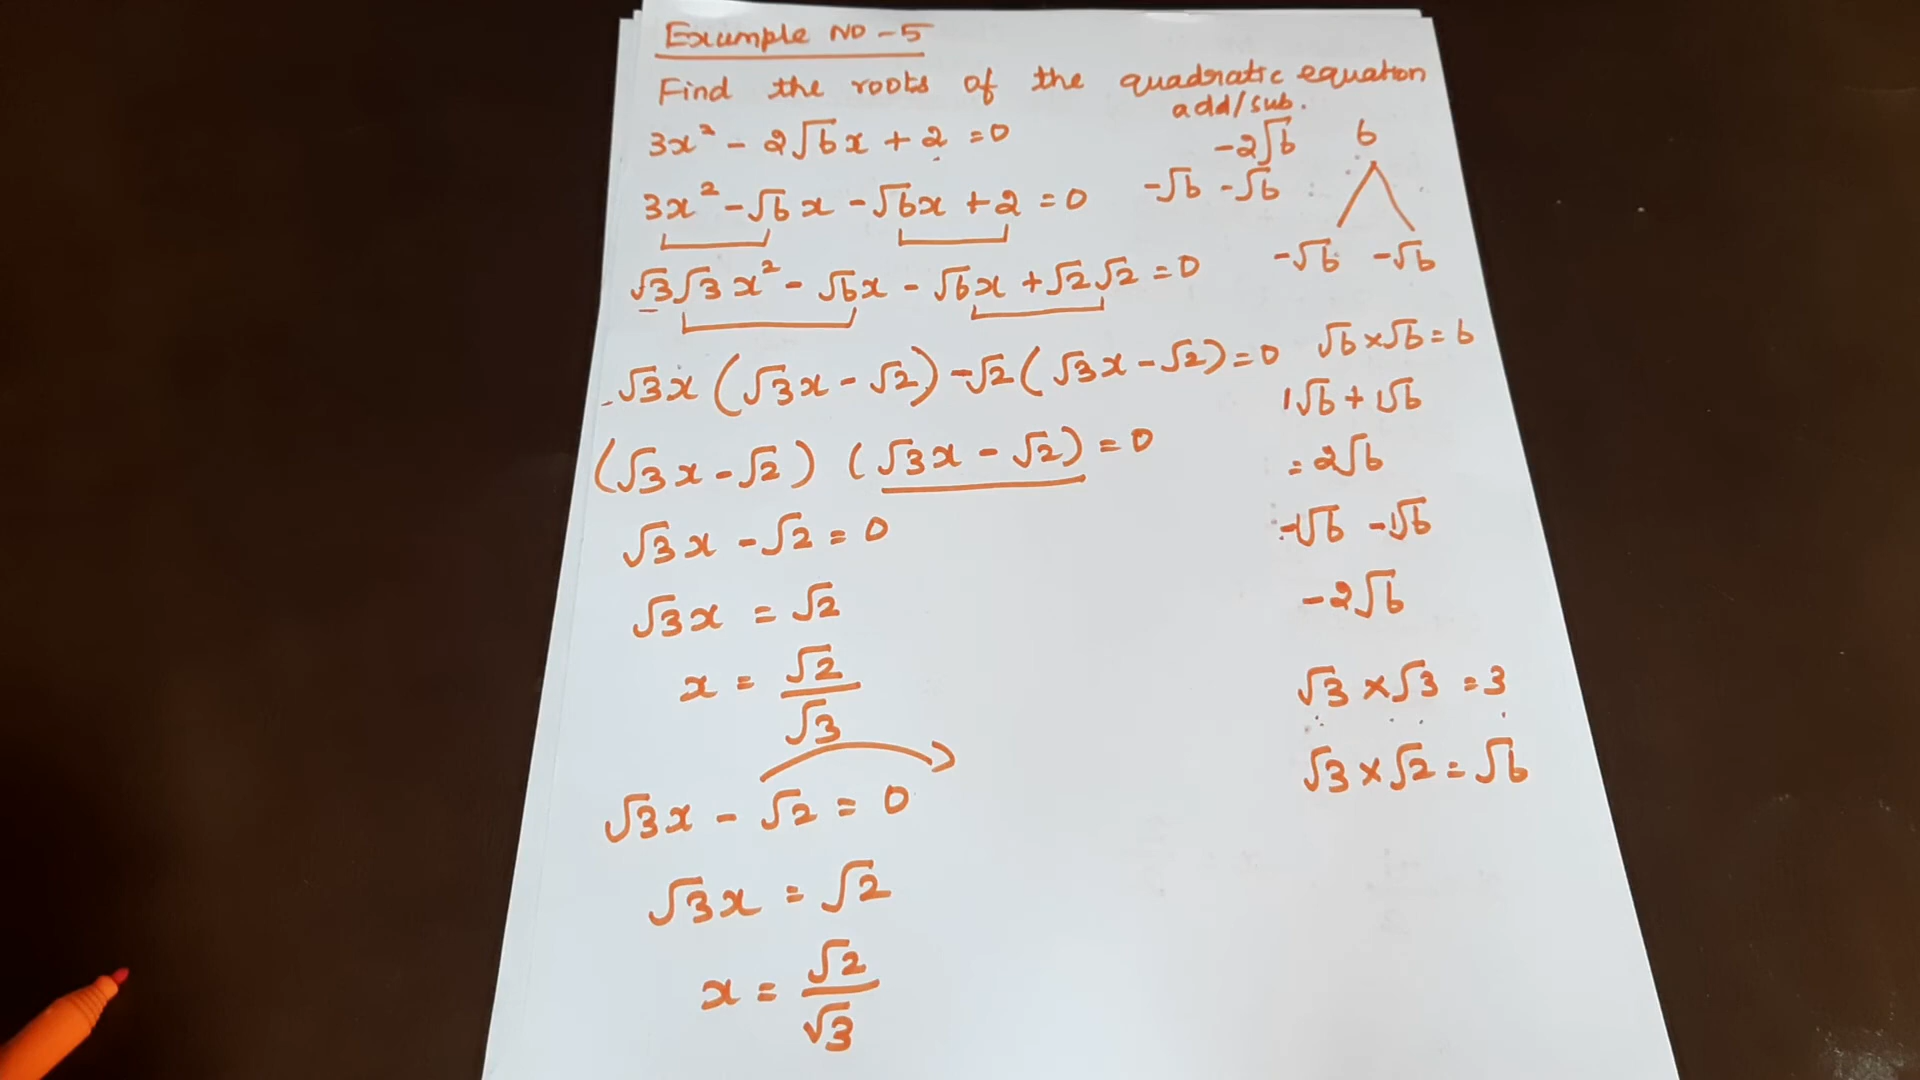 Example NO -5
Find the roots of the quadratic equation
add/sub.
3x² - 2√6x + 2 = 0
3x² - √6x - √6x + 2 = 0
√3√3x² - √6x - √6x + √2√2 = 0
√3x (√3x - √2) - √2 (√3x - √2) = 0
(√3x - √2) (√3x - √2) = 0
√3x - √2 = 0
√3x = √2
x = √2/√3
√3x - √2 = 0
√3x = √2
x = √2/√3
-2√6 6
-√6 -√6
-√6 -√6
√6 × √6 = 6
1√6 + 1√6
= 2√6
-1√6 -1√6
-2√6
√3 × √3 = 3
√3 × √2 = √6